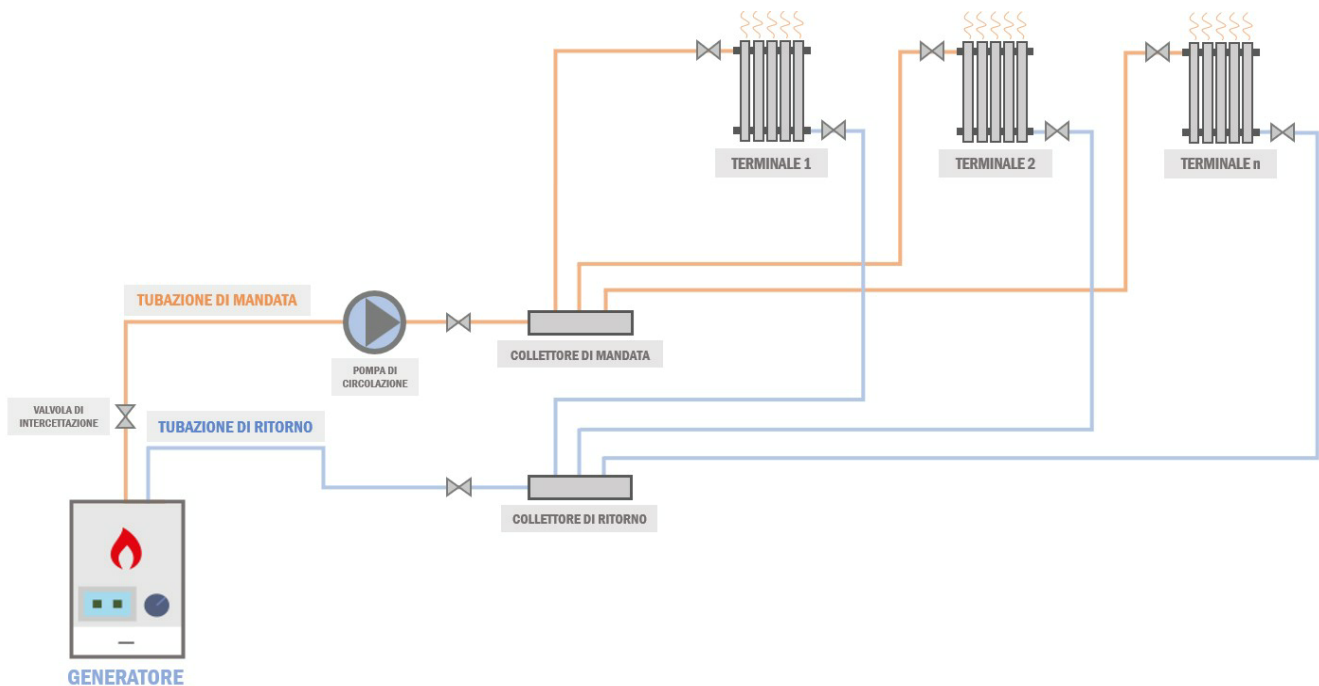 TERMINALE 1
TERMINALE 2
TERMINALE n
TUBAZIONE DI MANDATA
COLLETTORE DI MANDATA
POMPA DI
CIRCOLAZIONE
VALVOLA DI
INTERCETTAZIONE
TUBAZIONE DI RITORNO
COLLETTORE DI RITORNO
GENERATORE